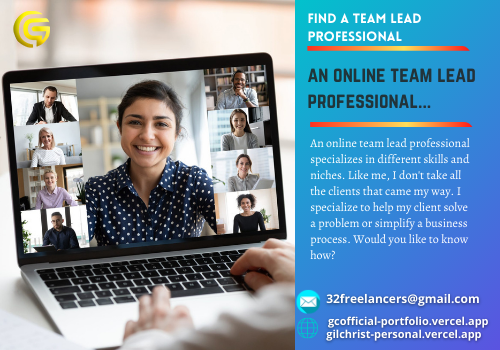 FIND A TEAM LEAD
PROFESSIONAL
AN ONLINE TEAM LEAD
PROFESSIONAL...
An online team lead professional
specializes in different skills and
niches. Like me, I don't take all
the clients that came my way. I
specialize to help my client solve
a problem or simplify a business
process. Would you like to know
how?
32freelancers@gmail.com
gcofficial-portfolio.vercel.app
gilchrist-personal.vercel.app